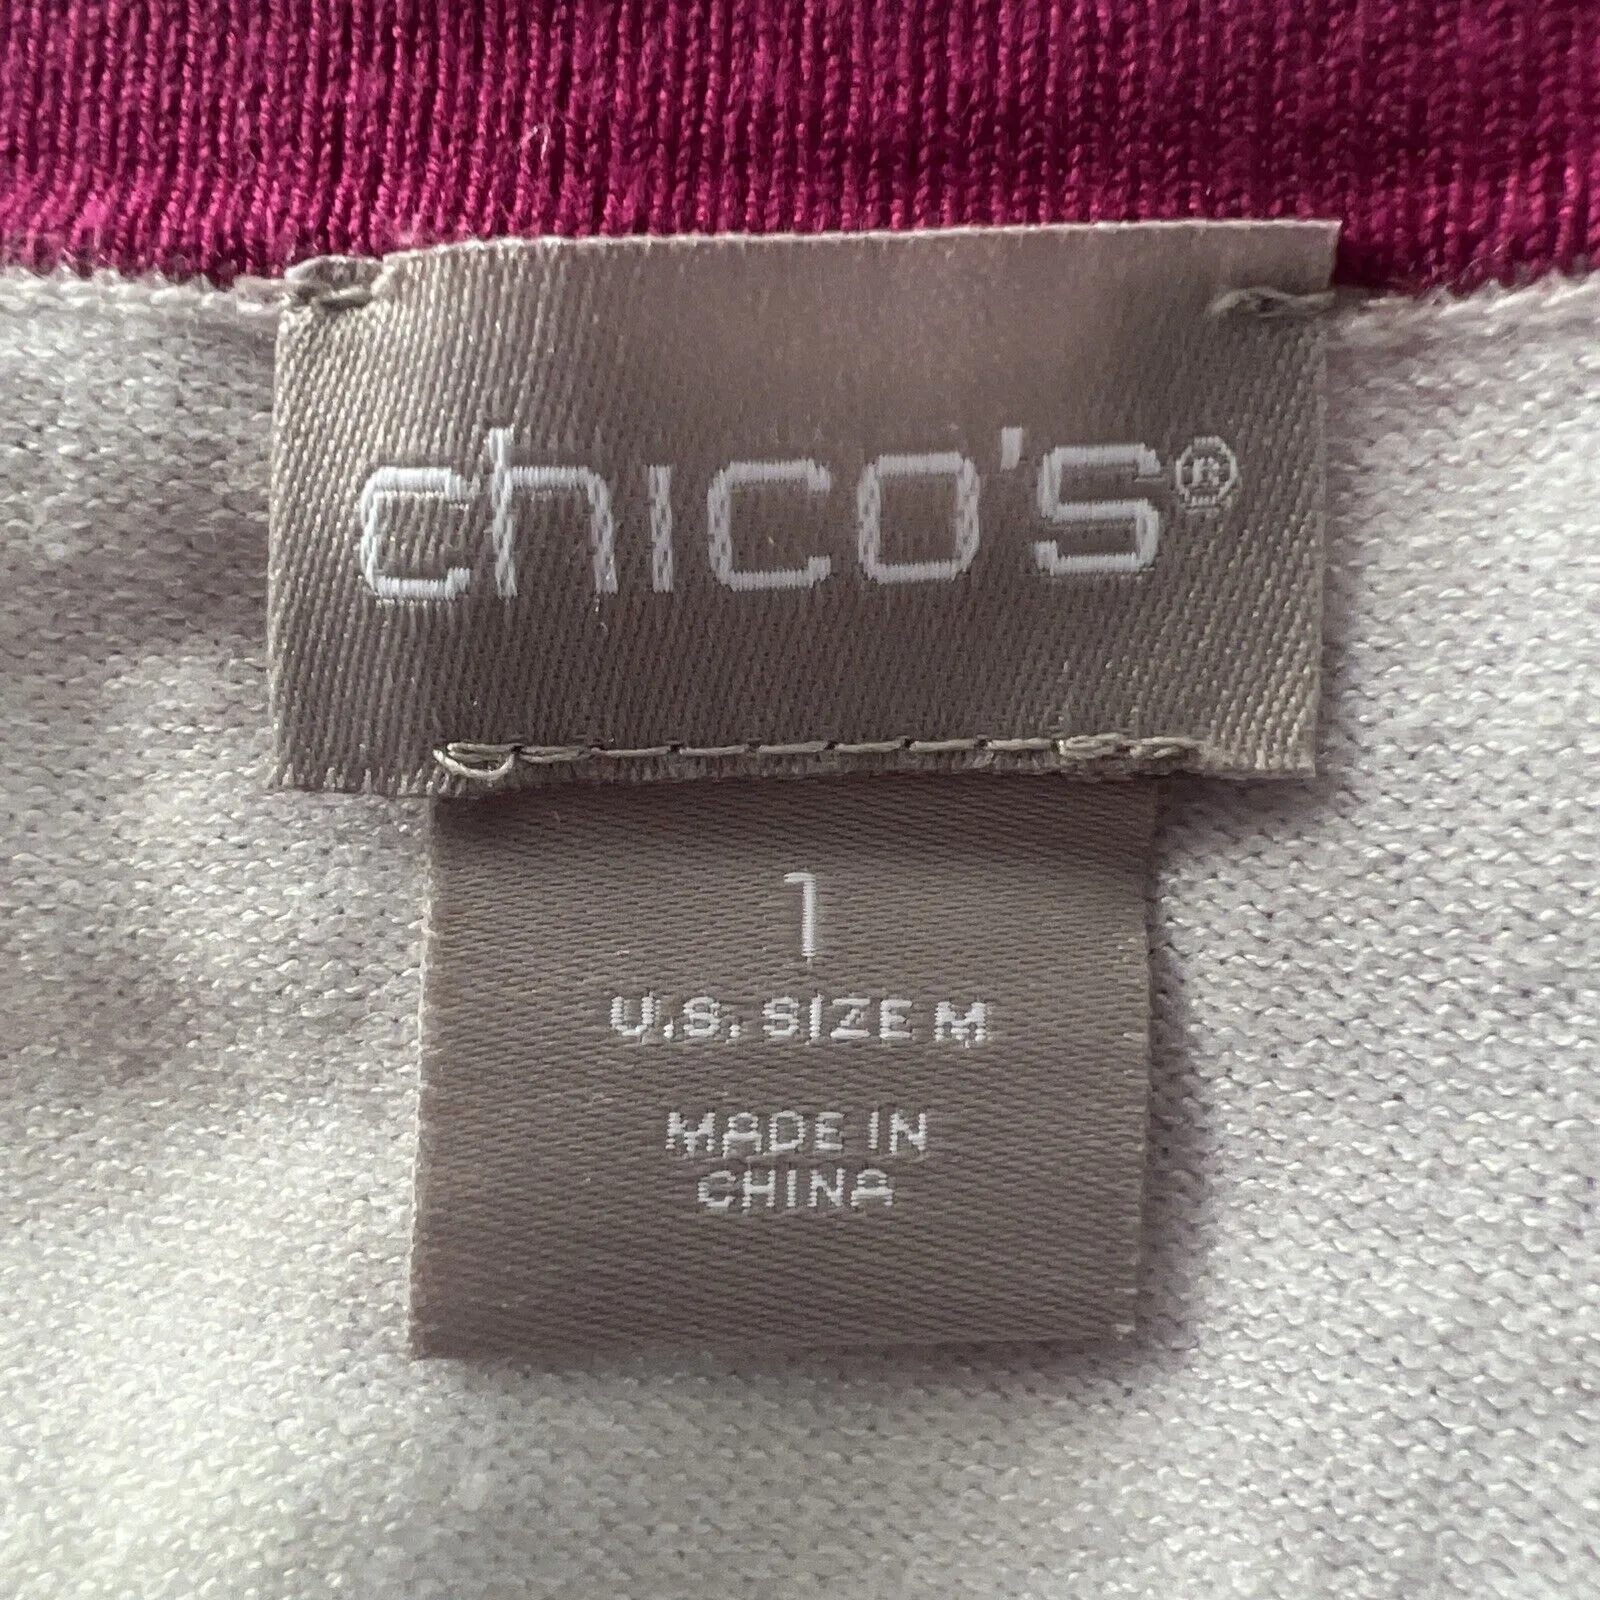 chico's®
1
U.S. SIZE M
MADE IN
CHINA